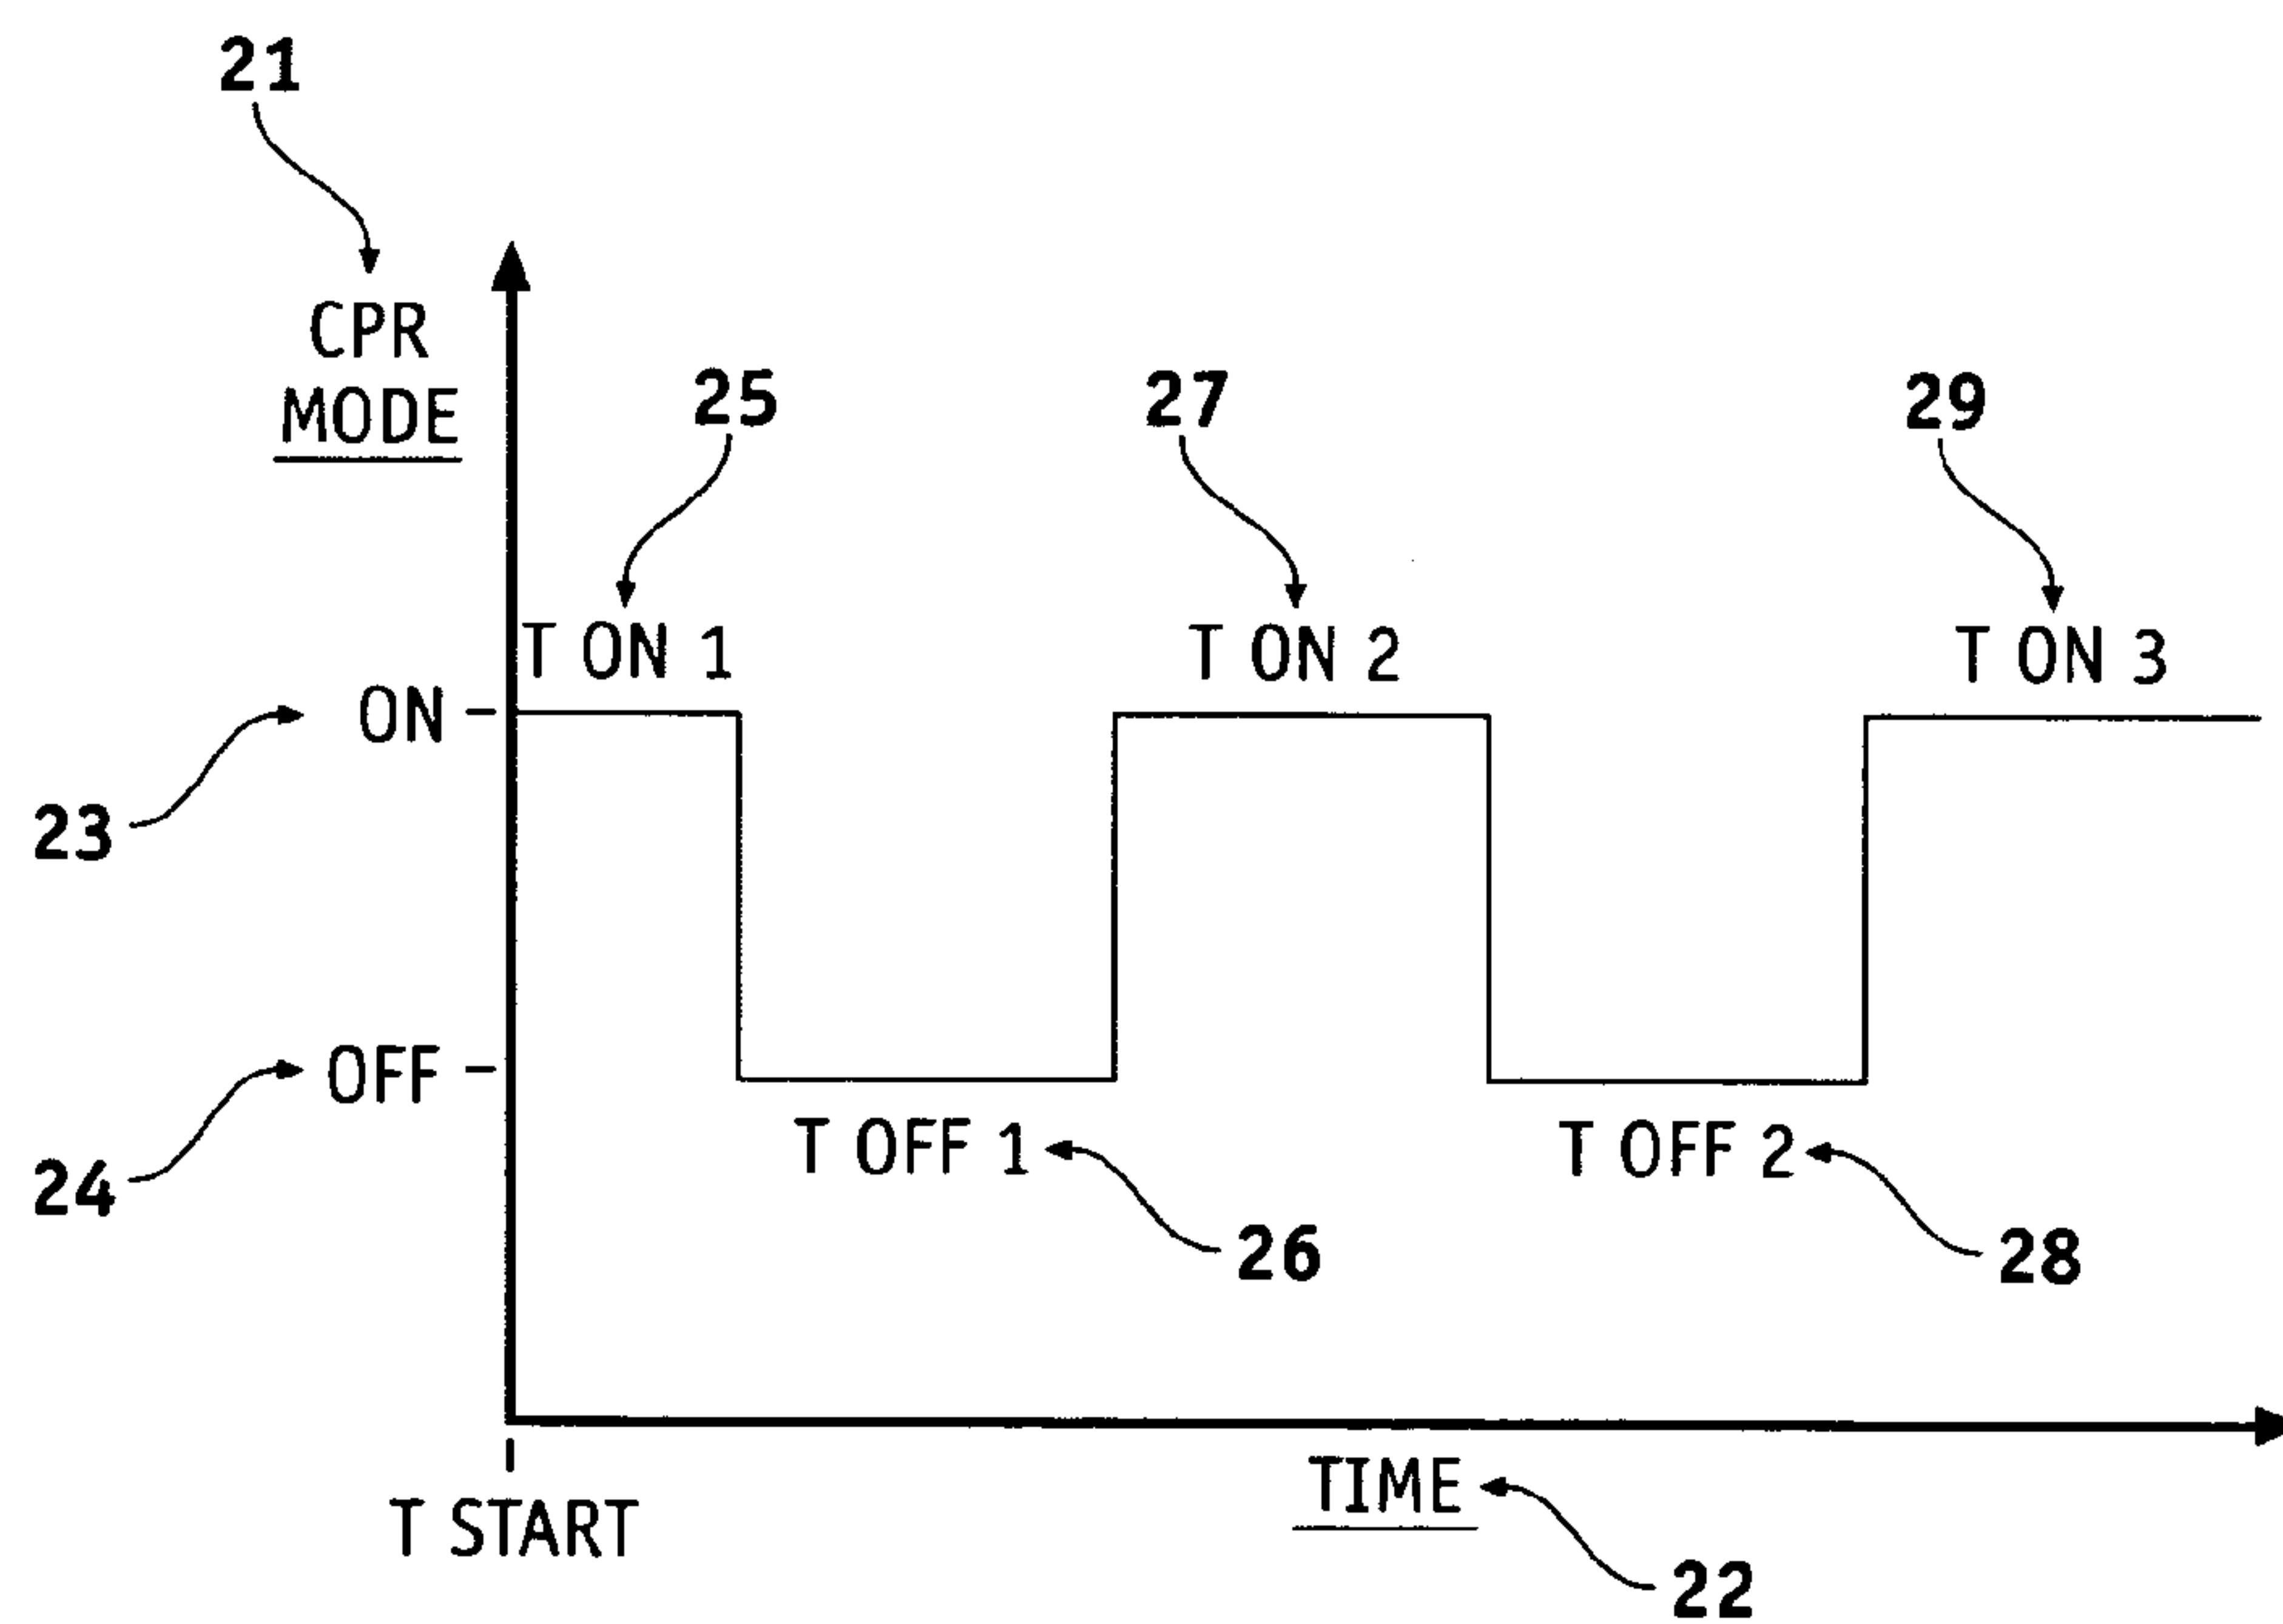 21
CPR
MODE
25
27
29
T ON 1
T ON 2
T ON 3
ON
23
OFF
24
T OFF 1
T OFF 2
26
28
TIME
T START
22